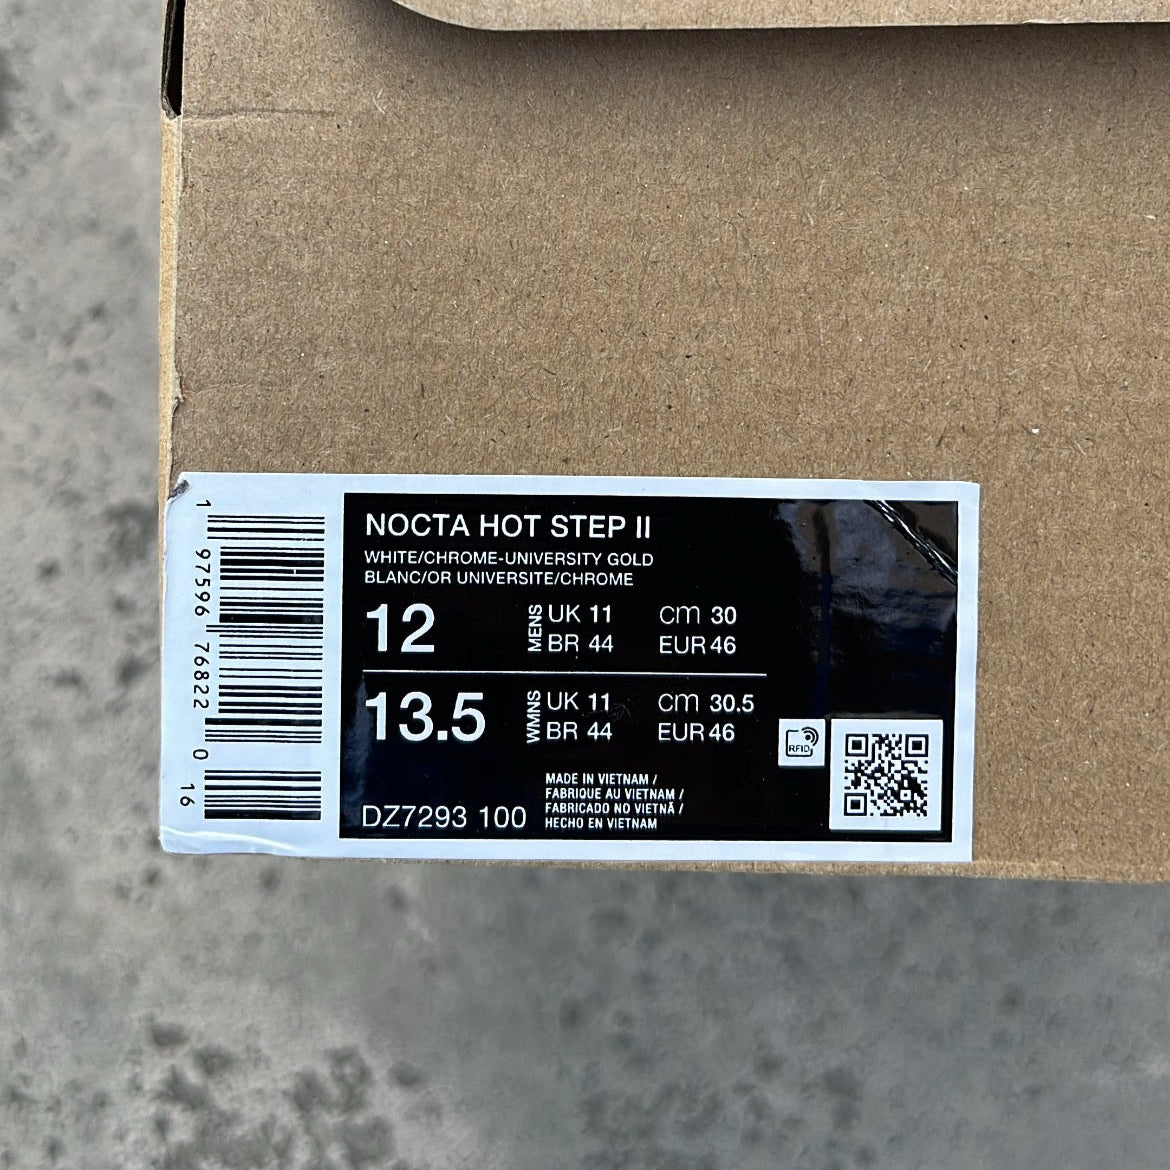 1 97596 76822 0 16
NOCTA HOT STEP II
WHITE/CHROME-UNIVERSITY GOLD
BLANC/OR UNIVERSITE/CHROME
12 MENS UK 11 CM 30
BR 44 EUR 46
13.5 WMNS UK 11 CM 30.5
BR 44 EUR 46
RFID
DZ7293 100
MADE IN VIETNAM /
FABRIQUE AU VIETNAM /
FABRICADO NO VIETNÃ /
HECHO EN VIETNAM